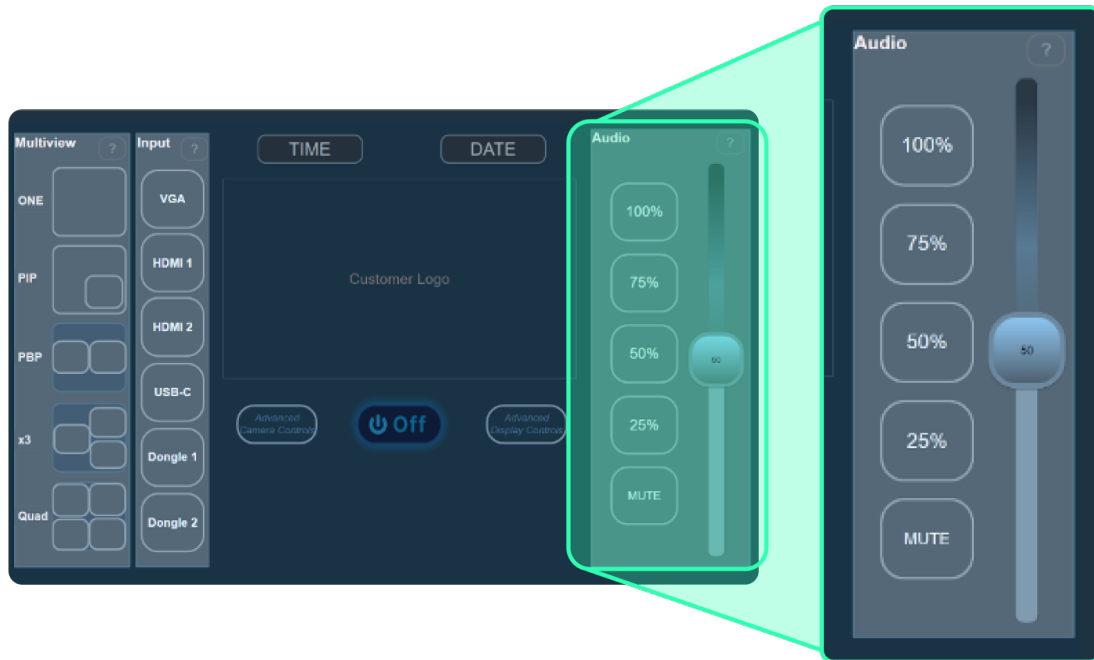 Multiview
?
ONE
PIP
PBP
x3
Quad
Input
?
VGA
HDMI 1
HDMI 2
USB-C
Dongle 1
Dongle 2
TIME
DATE
Customer Logo
Advanced
Camera Controls
Off
Advanced
Display Controls
Audio
?
100%
75%
50%
25%
MUTE
50
Audio
?
100%
75%
50%
25%
MUTE
50